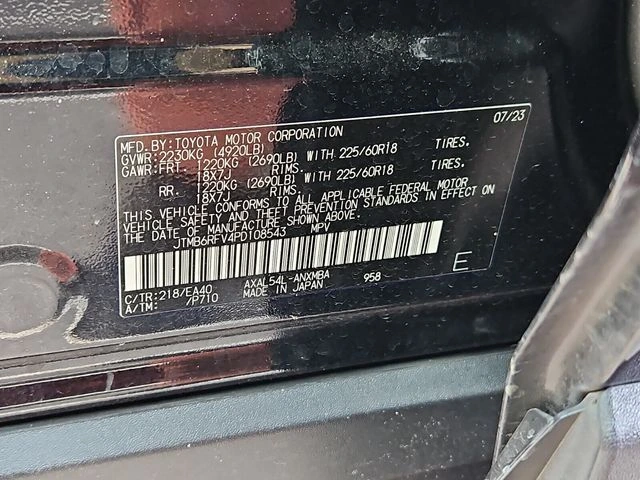 MFD. BY: TOYOTA MOTOR CORPORATION 07/23
GVWR: 2230KG (4920LB)
GAWR: FRT. 1220KG (2690LB) WITH 225/60R18 TIRES.
18X7J RIMS.
RR. 1220KG (2690LB) WITH 225/60R18 TIRES.
18X7J RIMS.
THIS VEHICLE CONFORMS TO ALL APPLICABLE FEDERAL MOTOR
VEHICLE SAFETY AND THEFT PREVENTION STANDARDS IN EFFECT ON
THE DATE OF MANUFACTURE SHOWN ABOVE.
JTMB6RFV4PD108543 MPV
C/TR: 218/EA40 AXAL54L-ANXMBA 958 E
A/TM: /P710 MADE IN JAPAN